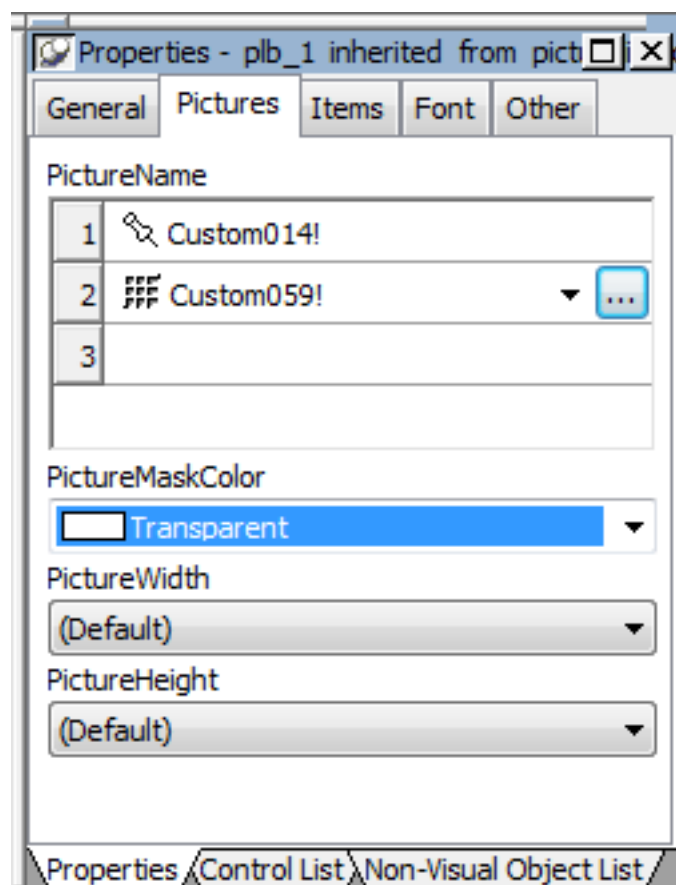 Properties - plb_1 inherited from
General Pictures Items Font Other
PictureName
1 Custom014!
2 Custom059! ...
3
PictureMaskColor
Transparent
PictureWidth
(Default)
PictureHeight
(Default)
Properties Control List Non-Visual Object List